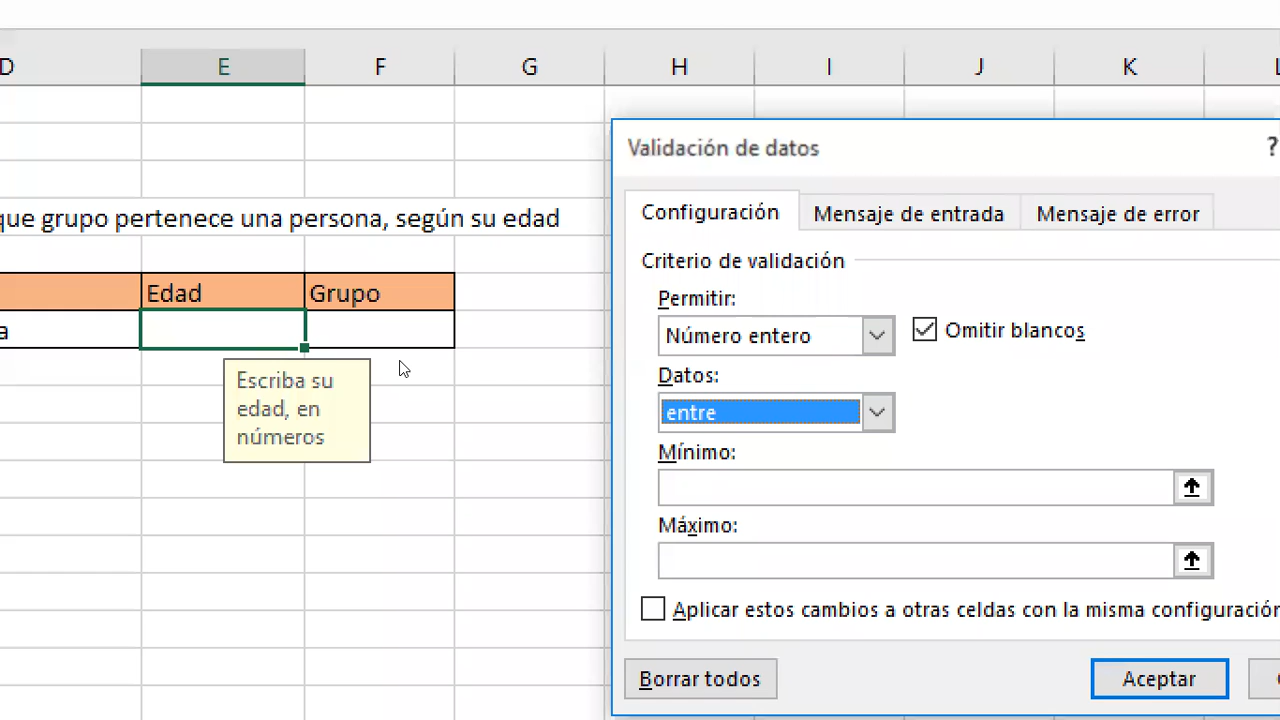 D E F G H I J K L
que grupo pertenece una persona, según su edad
Edad Grupo
a
Escriba su
edad, en
números
Validación de datos ?
Configuración Mensaje de entrada Mensaje de error
Criterio de validación
Permitir:
Número entero Omitir blancos
Datos:
entre
Mínimo:
Máximo:
Aplicar estos cambios a otras celdas con la misma configuración
Borrar todos Aceptar